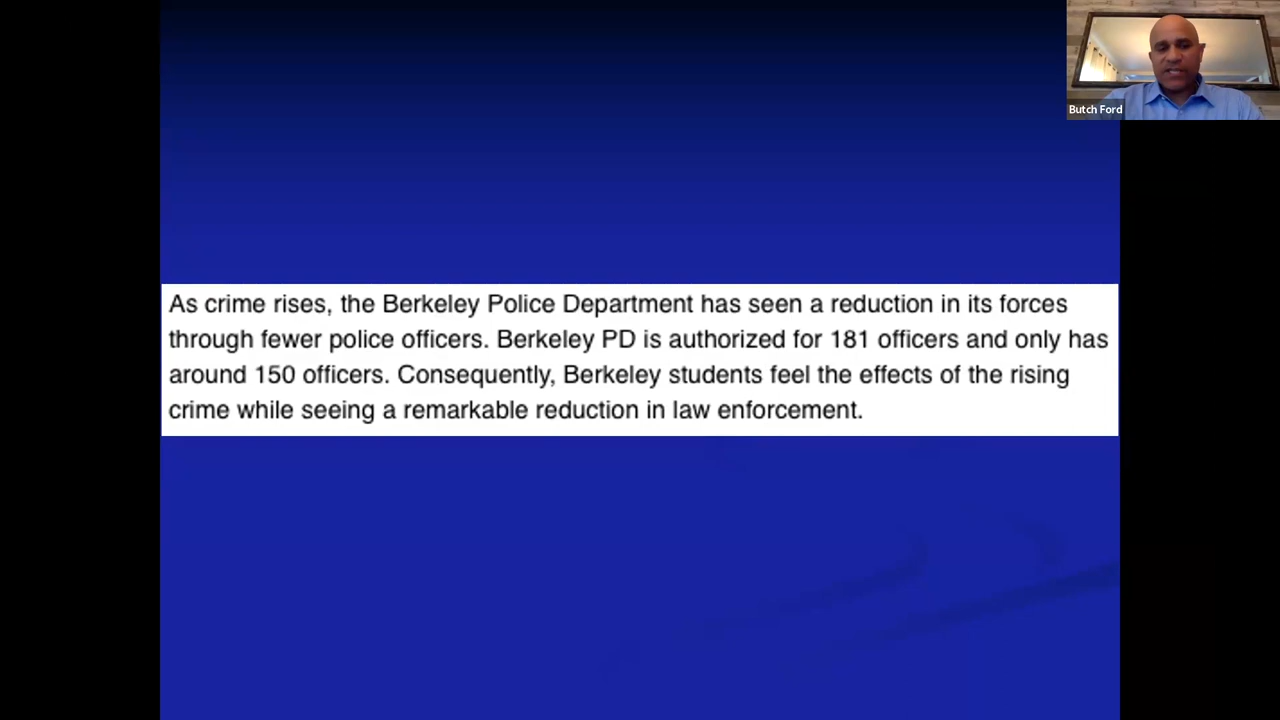 Butch Ford
As crime rises, the Berkeley Police Department has seen a reduction in its forces
through fewer police officers. Berkeley PD is authorized for 181 officers and only has
around 150 officers. Consequently, Berkeley students feel the effects of the rising
crime while seeing a remarkable reduction in law enforcement.